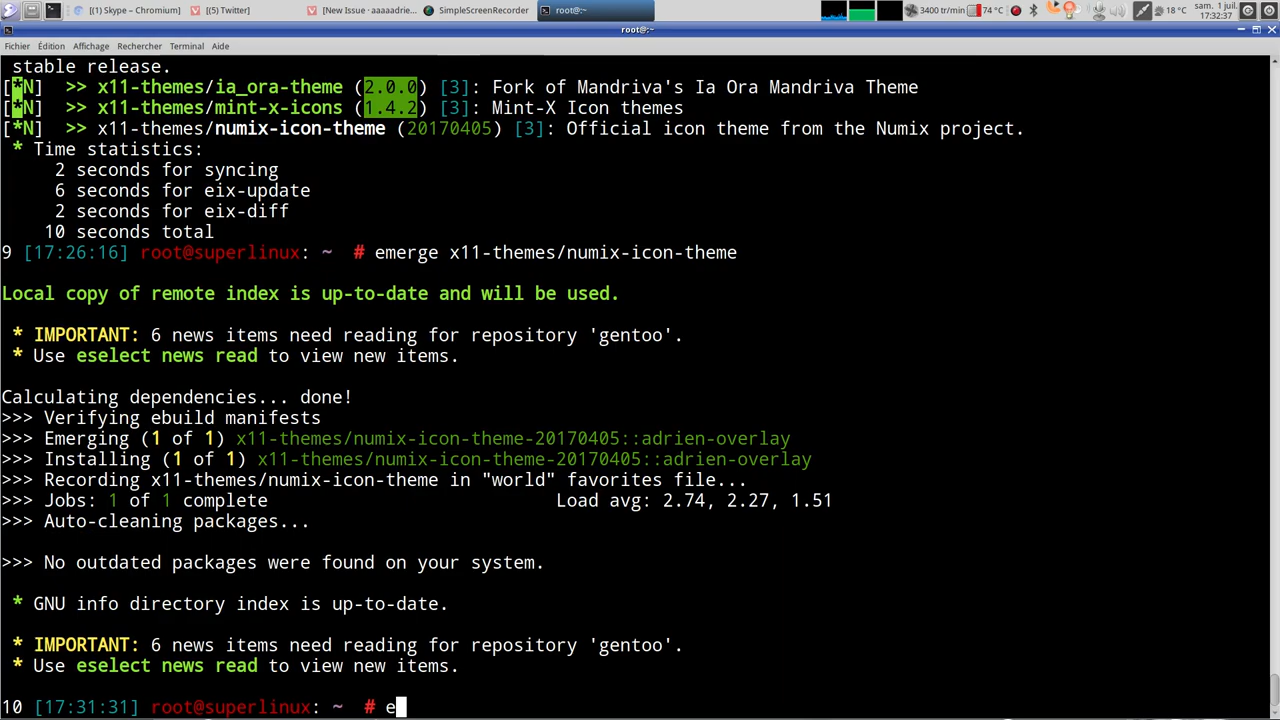 [(1) Skype – Chromium]
[(5) Twitter]
[New Issue · aaaaadrie...
SimpleScreenRecorder
root@:~
3400 tr/min
74 °C
18 °C
sam. 1 juil.
17:32:37
root@:~
Fichier Édition Affichage Rechercher Terminal Aide
stable release.
[*N] >> x11-themes/ia_ora-theme (2.0.0) [3]: Fork of Mandriva's Ia Ora Mandriva Theme
[*N] >> x11-themes/mint-x-icons (1.4.2) [3]: Mint-X Icon themes
[*N] >> x11-themes/numix-icon-theme (20170405) [3]: Official icon theme from the Numix project.
* Time statistics:
2 seconds for syncing
6 seconds for eix-update
2 seconds for eix-diff
10 seconds total
9 [17:26:16] root@superlinux: ~ # emerge x11-themes/numix-icon-theme
Local copy of remote index is up-to-date and will be used.
* IMPORTANT: 6 news items need reading for repository 'gentoo'.
* Use eselect news read to view new items.
Calculating dependencies... done!
>>> Verifying ebuild manifests
>>> Emerging (1 of 1) x11-themes/numix-icon-theme-20170405::adrien-overlay
>>> Installing (1 of 1) x11-themes/numix-icon-theme-20170405::adrien-overlay
>>> Recording x11-themes/numix-icon-theme in "world" favorites file...
>>> Jobs: 1 of 1 complete Load avg: 2.74, 2.27, 1.51
>>> Auto-cleaning packages...
>>> No outdated packages were found on your system.
* GNU info directory index is up-to-date.
* IMPORTANT: 6 news items need reading for repository 'gentoo'.
* Use eselect news read to view new items.
10 [17:31:31] root@superlinux: ~ # e